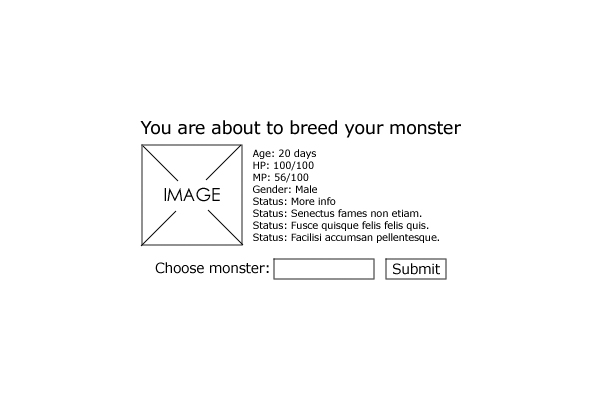 You are about to breed your monster
IMAGE
Age: 20 days
HP: 100/100
MP: 56/100
Gender: Male
Status: More info
Status: Senectus fames non etiam.
Status: Fusce quisque felis felis quis.
Status: Facilisi accumsan pellentesque.
Choose monster:
Submit